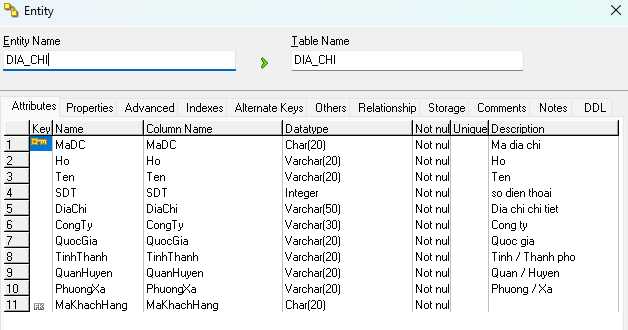 Entity
Entity Name
Table Name
DIA_CHI
DIA_CHI
Attributes Properties Advanced Indexes Alternate Keys Others Relationship Storage Comments Notes DDL
Key Name Column Name Datatype Not nul Unique Description
1 MaDC MaDC Char(20) Not nul Ma dia chi
2 Ho Ho Varchar(20) Not nul Ho
3 Ten Ten Varchar(20) Not nul Ten
4 SDT SDT Integer Not nul so dien thoai
5 DiaChi DiaChi Varchar(50) Not nul Dia chi chi tiet
6 CongTy CongTy Varchar(30) Not nul Cong ty
7 QuocGia QuocGia Varchar(20) Not nul Quoc gia
8 TinhThanh TinhThanh Varchar(20) Not nul Tinh / Thanh pho
9 QuanHuyen QuanHuyen Varchar(20) Not nul Quan / Huyen
10 PhuongXa PhuongXa Varchar(20) Not nul Phuong / Xa
11 FK MaKhachHang MaKhachHang Char(20) Not nul